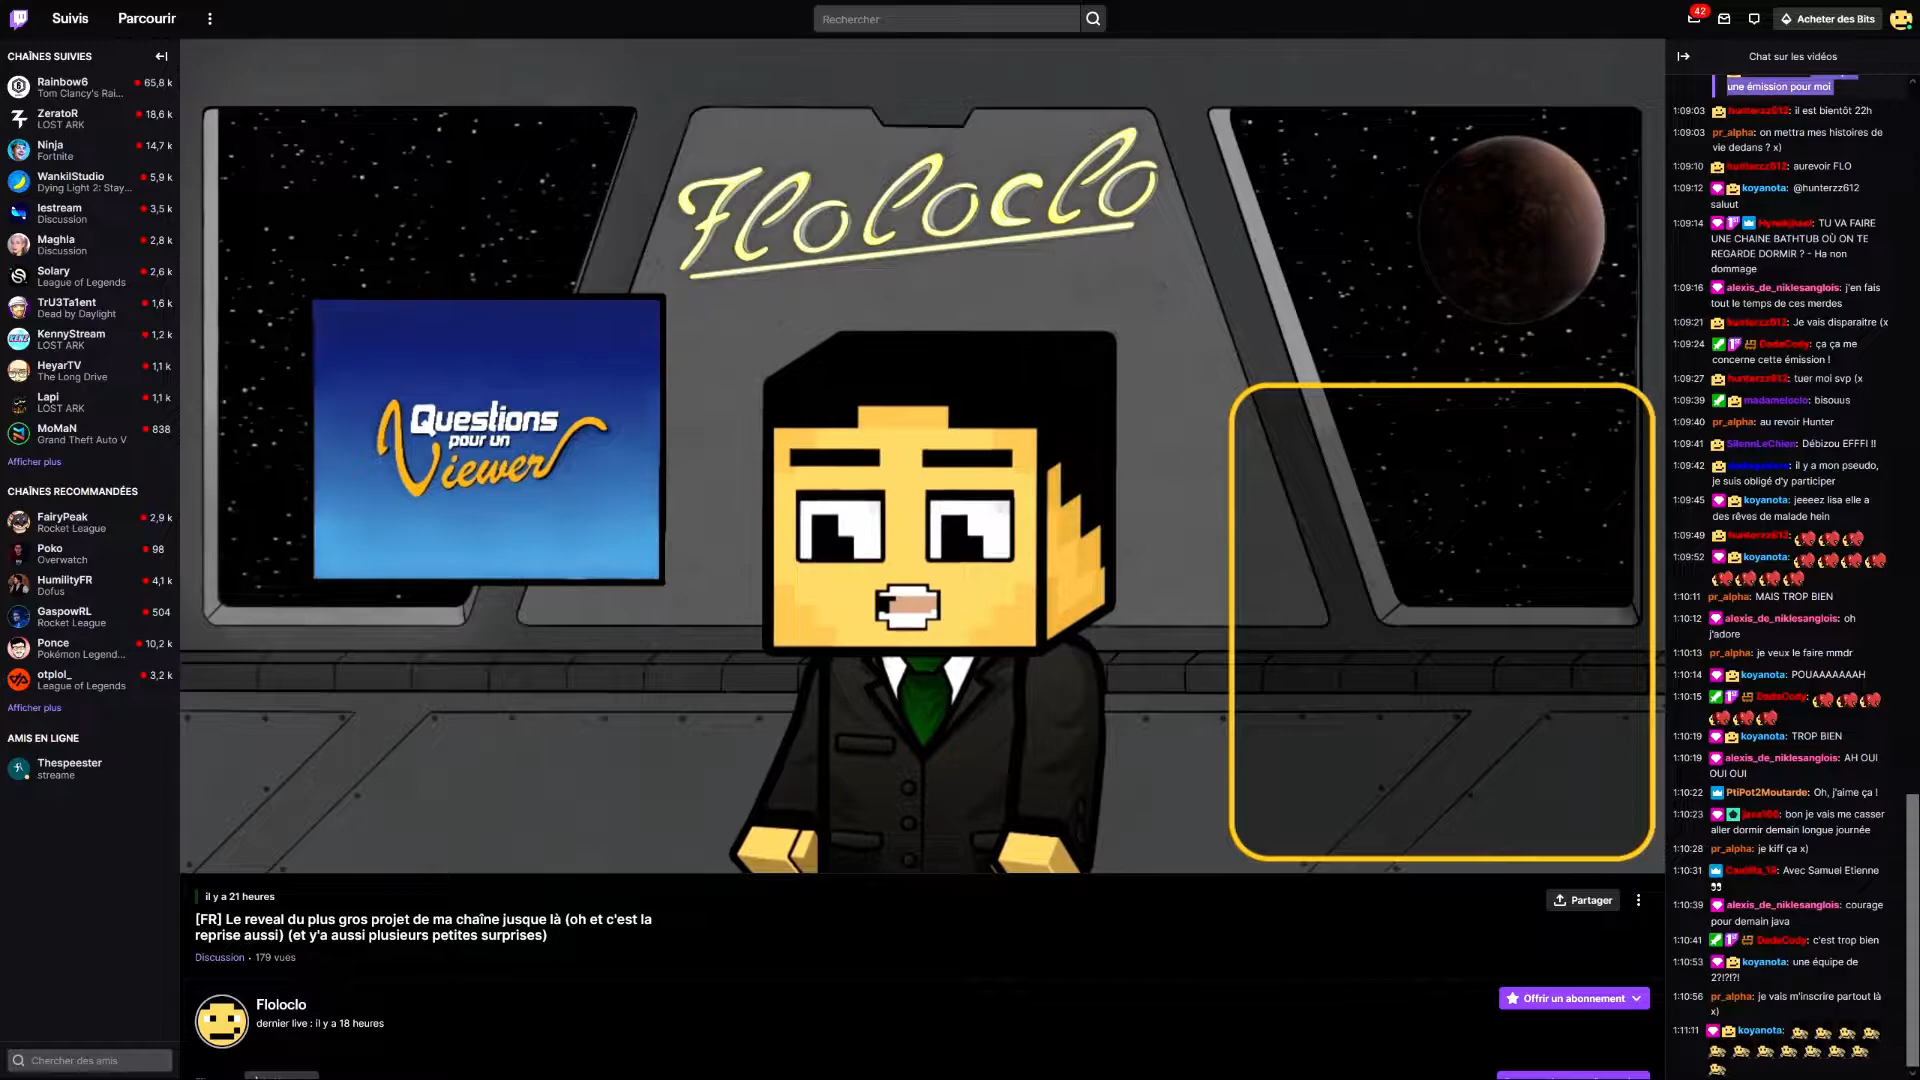 Suivis
Parcourir
Rechercher
42
Acheter des Bits
CHAÎNES SUIVIES
Rainbow6
65,8 k
Tom Clancy's Rai...
ZeratoR
18,6 k
LOST ARK
Ninja
14,7 k
Fortnite
WankilStudio
5,9 k
Dying Light 2: Stay...
lestream
3,5 k
Discussion
Maghla
2,8 k
Discussion
Solary
2,6 k
League of Legends
TrU3Ta1ent
1,6 k
Dead by Daylight
KennyStream
1,2 k
LOST ARK
HeyarTV
1,1 k
The Long Drive
Lapi
1,1 k
LOST ARK
MoMaN
838
Grand Theft Auto V
Afficher plus
CHAÎNES RECOMMANDÉES
FairyPeak
2,9 k
Rocket League
Poko
98
Overwatch
HumilityFR
4,1 k
Dofus
GaspowRL
504
Rocket League
Ponce
10,2 k
Pokémon Legend...
otplol_
3,2 k
League of Legends
Afficher plus
AMIS EN LIGNE
Thespeester
streame
Chercher des amis
Floloclo
Questions
pour un
Viewer
il y a 21 heures
[FR] Le reveal du plus gros projet de ma chaîne jusque là (oh et c'est la
reprise aussi) (et y'a aussi plusieurs petites surprises)
Discussion • 179 vues
Partager
Floloclo
dernier live : il y a 18 heures
Offrir un abonnement
Chat sur les vidéos
une émission pour moi
1:09:03 hunterzz612: il est bientôt 22h
1:09:03 pr_alpha: on mettra mes histoires de
vie dedans ? x)
1:09:10 hunterzz612: aurevoir FLO
1:09:12 koyanota: @hunterzz612
saluut
1:09:14 : TU VA FAIRE
UNE CHAINE BATHTUB OÙ ON TE
REGARDE DORMIR ? - Ha non
dommage
1:09:16 alexis_de_niklesanglois: j'en fais
tout le temps de ces merdes
1:09:21 hunterzz612: Je vais disparaitre (x
1:09:24 DadaCody: ça ça me
concerne cette émission !
1:09:27 hunterzz612: tuer moi svp (x
1:09:39 madameloclo: bisouus
1:09:40 pr_alpha: au revoir Hunter
1:09:41 SilennLeChien: Débizou EFFFI !!
1:09:42 : il y a mon pseudo,
je suis obligé d'y participer
1:09:45 koyanota: jeeeez lisa elle a
des rêves de malade hein
1:09:49 hunterzz612:
1:09:52 koyanota:
1:10:11 pr_alpha: MAIS TROP BIEN
1:10:12 alexis_de_niklesanglois: oh
j'adore
1:10:13 pr_alpha: je veux le faire mmdr
1:10:14 koyanota: POUAAAAAAAH
1:10:15 DadaCody:
1:10:19 koyanota: TROP BIEN
1:10:19 alexis_de_niklesanglois: AH OUI
OUI OUI
1:10:22 PtiPot2Moutarde: Oh, j'aime ça !
1:10:23 : bon je vais me casser
aller dormir demain longue journée
1:10:28 pr_alpha: je kiff ça x)
1:10:31 : Avec Samuel Etienne
1:10:39 alexis_de_niklesanglois: courage
pour demain java
1:10:41 DadaCody: c'est trop bien
1:10:53 koyanota: une équipe de
2?!?!?!
1:10:56 pr_alpha: je vais m'inscrire partout là
x)
1:11:11 koyanota: